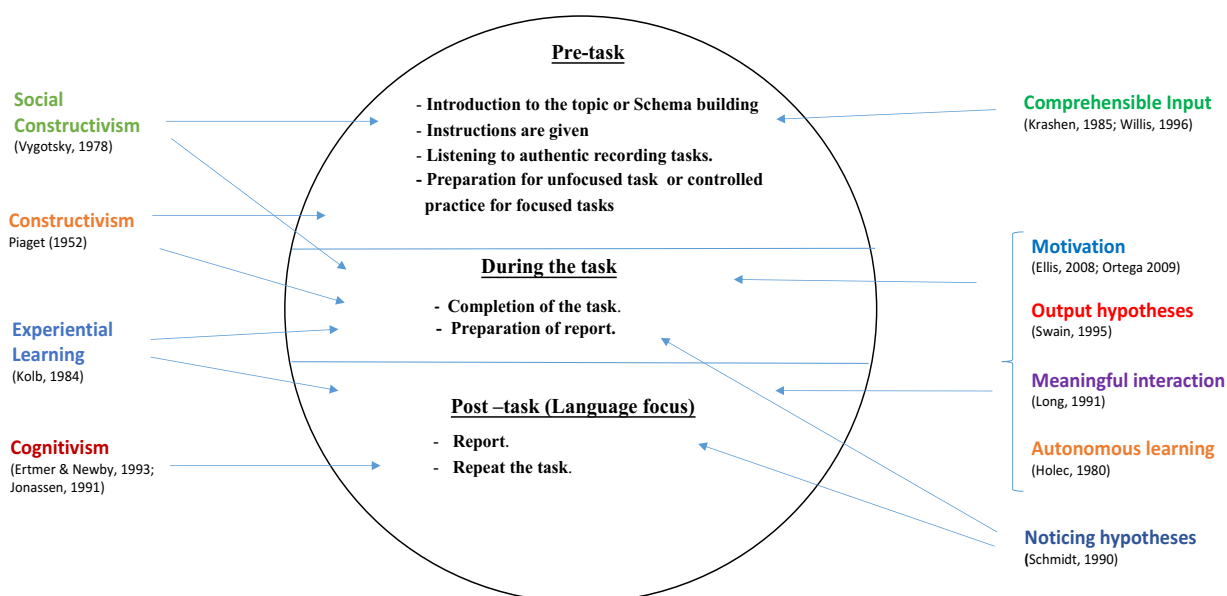 Pre-task
- Introduction to the topic or Schema building
- Instructions are given
- Listening to authentic recording tasks.
- Preparation for unfocused task or controlled
practice for focused tasks
During the task
- Completion of the task.
- Preparation of report.
Post –task (Language focus)
- Report.
- Repeat the task.
Social
Constructivism
(Vygotsky, 1978)
Constructivism
Piaget (1952)
Experiential
Learning
(Kolb, 1984)
Cognitivism
(Ertmer & Newby, 1993;
Jonassen, 1991)
Comprehensible Input
(Krashen, 1985; Willis, 1996)
Motivation
(Ellis, 2008; Ortega 2009)
Output hypotheses
(Swain, 1995)
Meaningful interaction
(Long, 1991)
Autonomous learning
(Holec, 1980)
Noticing hypotheses
(Schmidt, 1990)